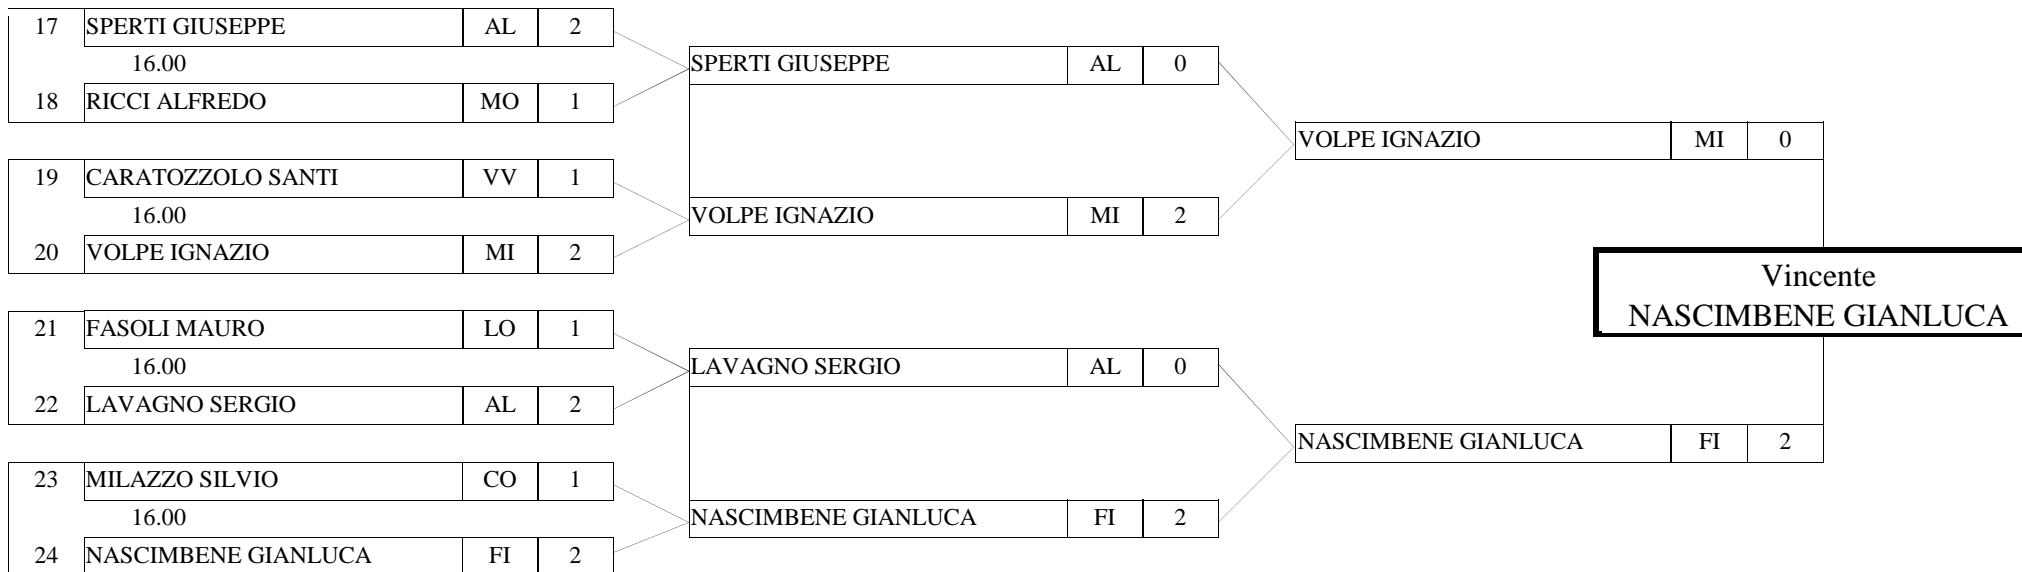 17 SPERTI GIUSEPPE AL 2
16.00
SPERTI GIUSEPPE AL 0
18 RICCI ALFREDO MO 1
VOLPE IGNAZIO MI 0
19 CARATOZZOLO SANTI VV 1
16.00
VOLPE IGNAZIO MI 2
20 VOLPE IGNAZIO MI 2
Vincente
NASCIMBENE GIANLUCA
21 FASOLI MAURO LO 1
16.00
LAVAGNO SERGIO AL 0
22 LAVAGNO SERGIO AL 2
NASCIMBENE GIANLUCA FI 2
23 MILAZZO SILVIO CO 1
16.00
NASCIMBENE GIANLUCA FI 2
24 NASCIMBENE GIANLUCA FI 2